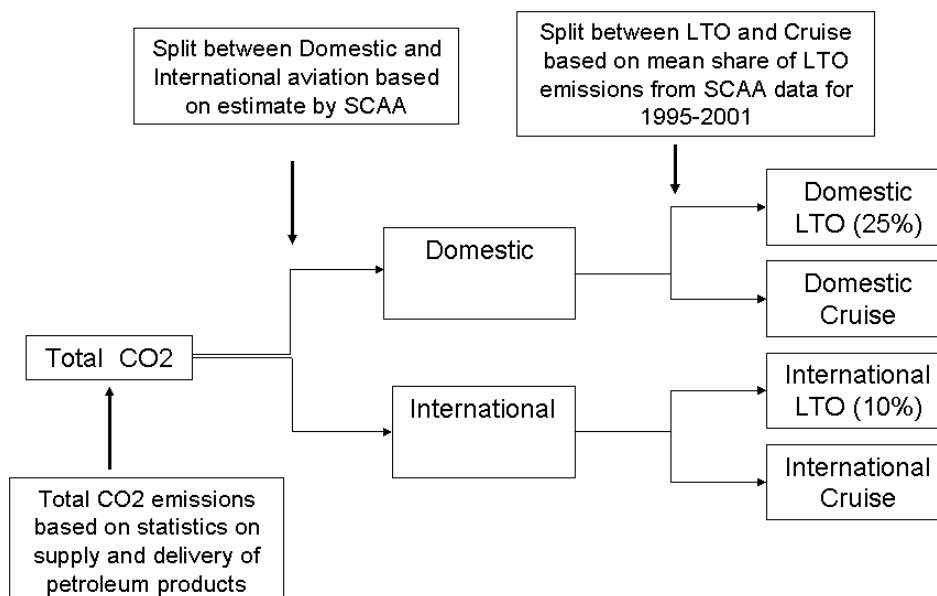 Split between Domestic and
International aviation based
on estimate by SCAA
Split between LTO and Cruise
based on mean share of LTO
emissions from SCAA data for
1995-2001
Domestic
LTO (25%)
Domestic
Domestic
Cruise
Total CO2
International
LTO (10%)
International
International
Cruise
Total CO2 emissions
based on statistics on
supply and delivery of
petroleum products